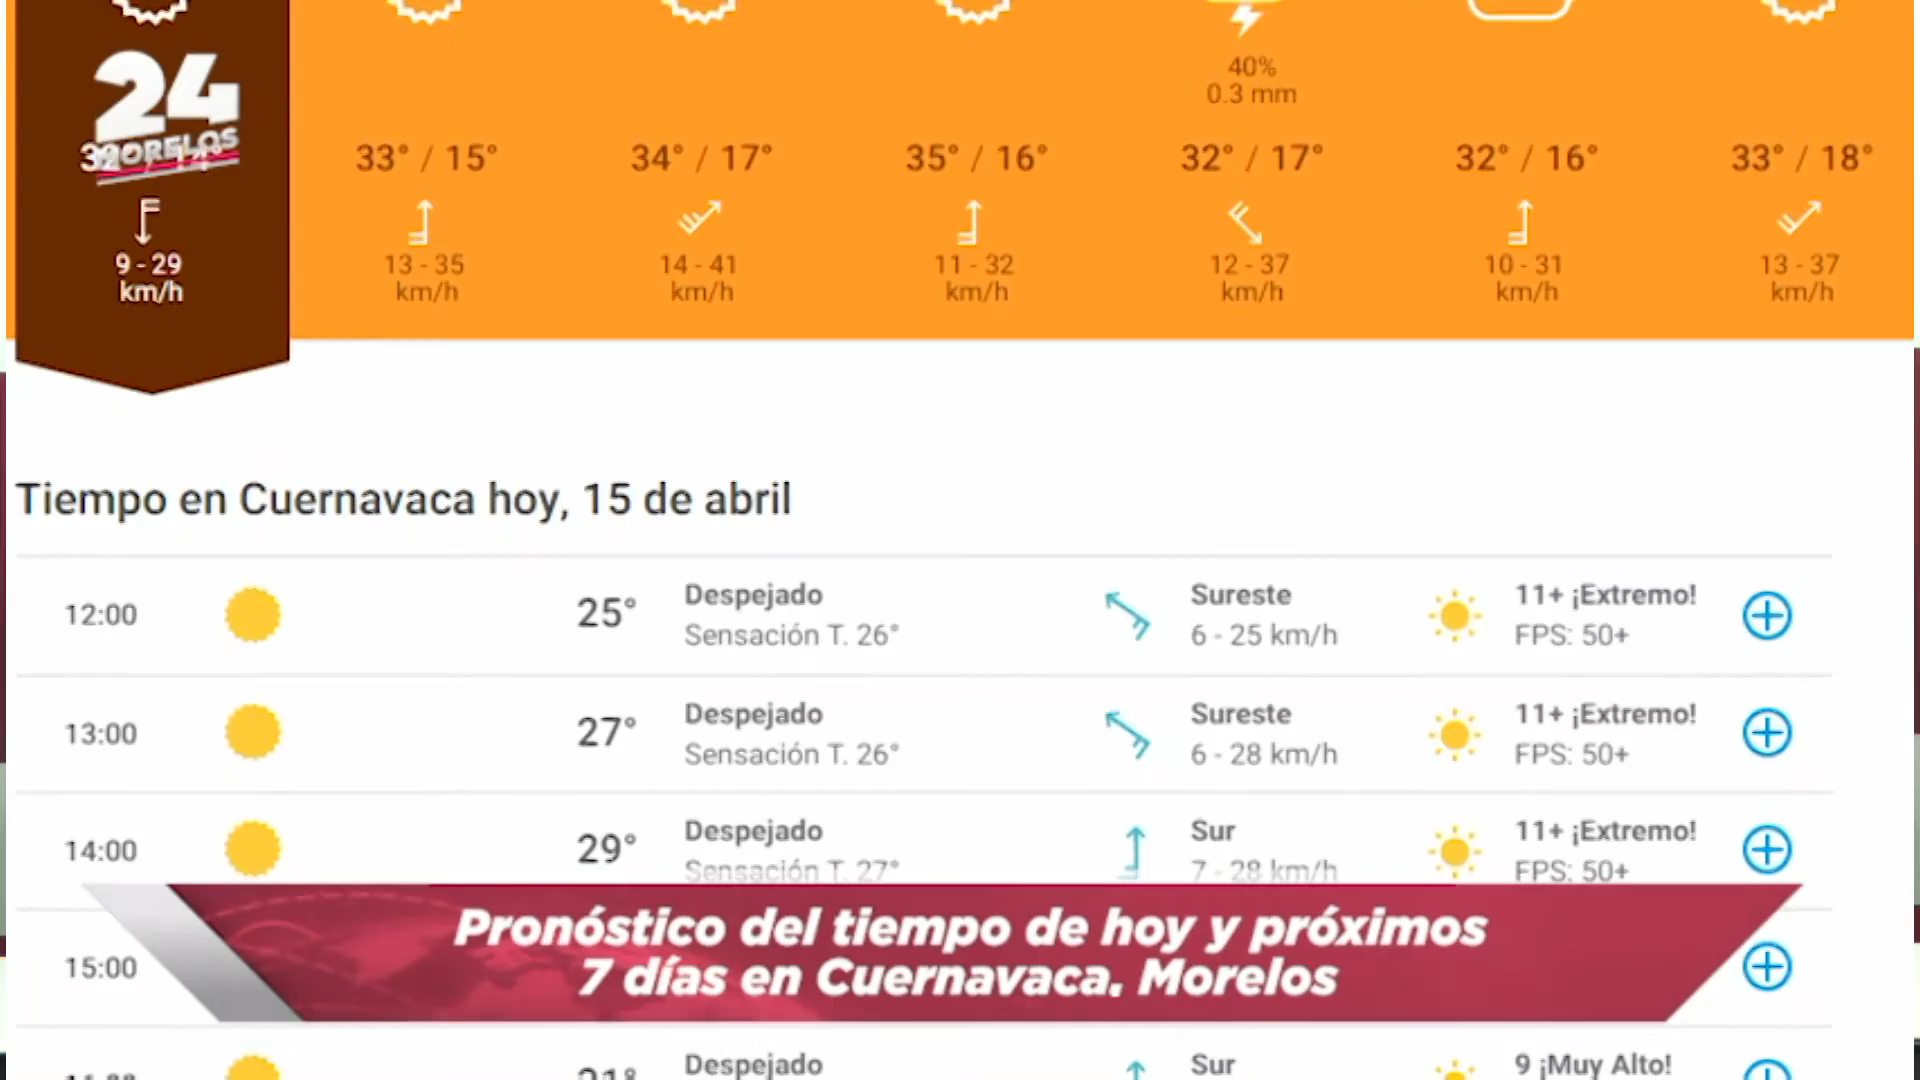 24
MORELOS
40%
0.3 mm
33° / 15°
34° / 17°
35° / 16°
32° / 17°
32° / 16°
33° / 18°
9 - 29
km/h
13 - 35
km/h
14 - 41
km/h
11 - 32
km/h
12 - 37
km/h
10 - 31
km/h
13 - 37
km/h
Tiempo en Cuernavaca hoy, 15 de abril
12:00
25°
Despejado
Sensación T. 26°
Sureste
6 - 25 km/h
11+ ¡Extremo!
FPS: 50+
13:00
27°
Despejado
Sensación T. 26°
Sureste
6 - 28 km/h
11+ ¡Extremo!
FPS: 50+
14:00
29°
Despejado
Sensación T. 27°
Sur
7 - 28 km/h
11+ ¡Extremo!
FPS: 50+
Pronóstico del tiempo de hoy y próximos
7 días en Cuernavaca, Morelos
15:00
Despejado
Sur
9 ¡Muy Alto!